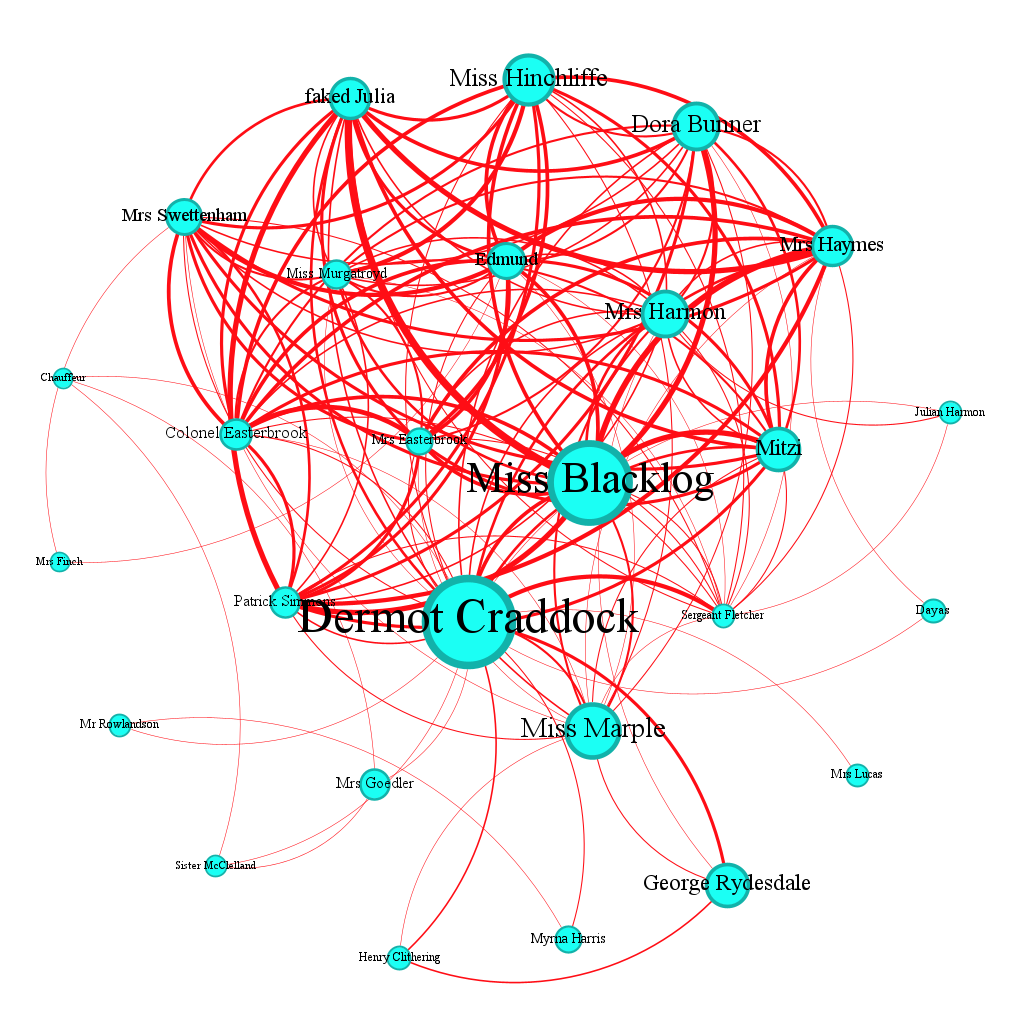 Miss Hinchliffe
faked Julia
Dora Bunner
Mrs Swettenham
Mrs Haymes
Edmund
Miss Murgatroyd
Mrs Harmon
Chauffeur
Julian Harmon
Colonel Easterbrook
Mrs Easterbrook
Mitzi
Miss Blacklog
Mrs Finch
Patrick Simmons
Dermot Craddock
Sergeant Fletcher
Dayas
Mr Rowlandson
Miss Marple
Mrs Lucas
Mrs Goedler
Sister McClelland
George Rydesdale
Myrna Harris
Henry Clithering